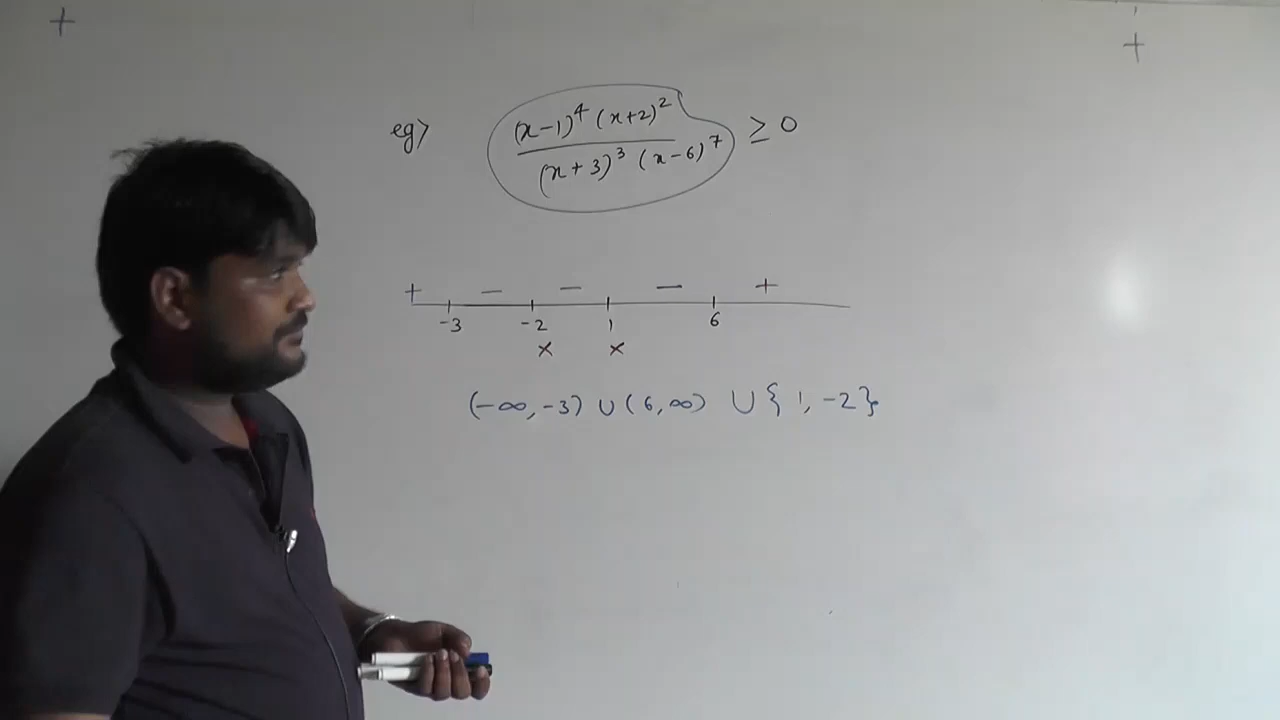 +
+
eg> (x-1)⁴ (x+2)² / (x+3)³ (x-6)⁷ ≥ 0
+ − − − +
-3 -2 1 6
× ×
(-∞, -3) ∪ (6, ∞) ∪ { 1, -2 }